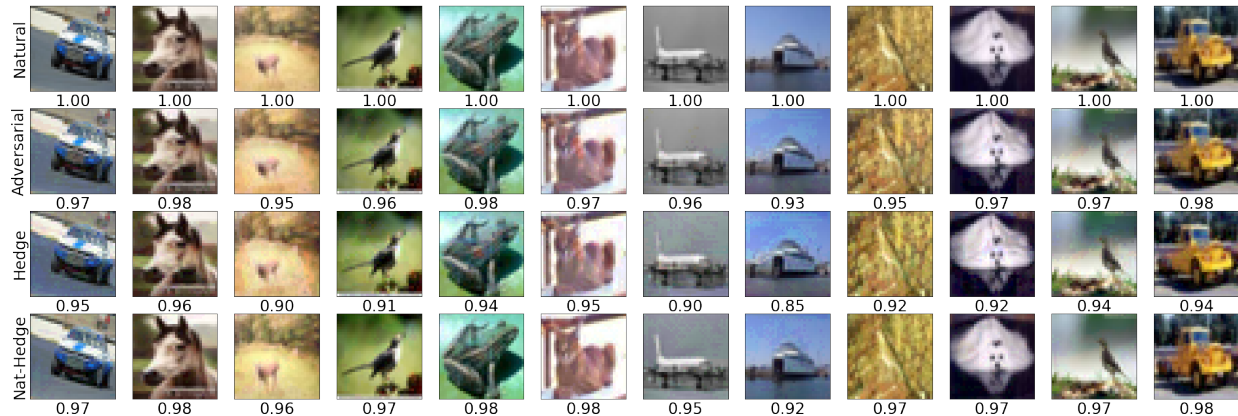 Natural
1.00 1.00 1.00 1.00 1.00 1.00 1.00 1.00 1.00 1.00 1.00 1.00
Adversarial
0.97 0.98 0.95 0.96 0.98 0.97 0.96 0.93 0.95 0.97 0.97 0.98
Hedge
0.95 0.96 0.90 0.91 0.94 0.95 0.90 0.85 0.92 0.92 0.94 0.94
Nat-Hedge
0.97 0.98 0.96 0.97 0.98 0.98 0.95 0.92 0.97 0.97 0.97 0.98